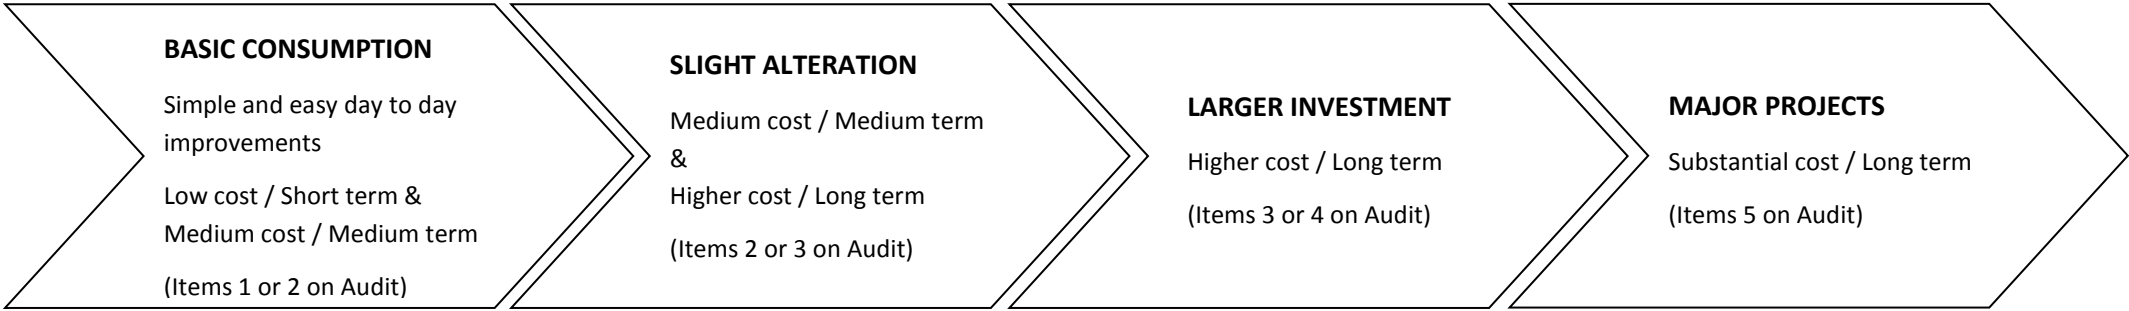 BASIC CONSUMPTION
Simple and easy day to day
improvements
Low cost / Short term &
Medium cost / Medium term
(Items 1 or 2 on Audit)
SLIGHT ALTERATION
Medium cost / Medium term
&
Higher cost / Long term
(Items 2 or 3 on Audit)
LARGER INVESTMENT
Higher cost / Long term
(Items 3 or 4 on Audit)
MAJOR PROJECTS
Substantial cost / Long term
(Items 5 on Audit)